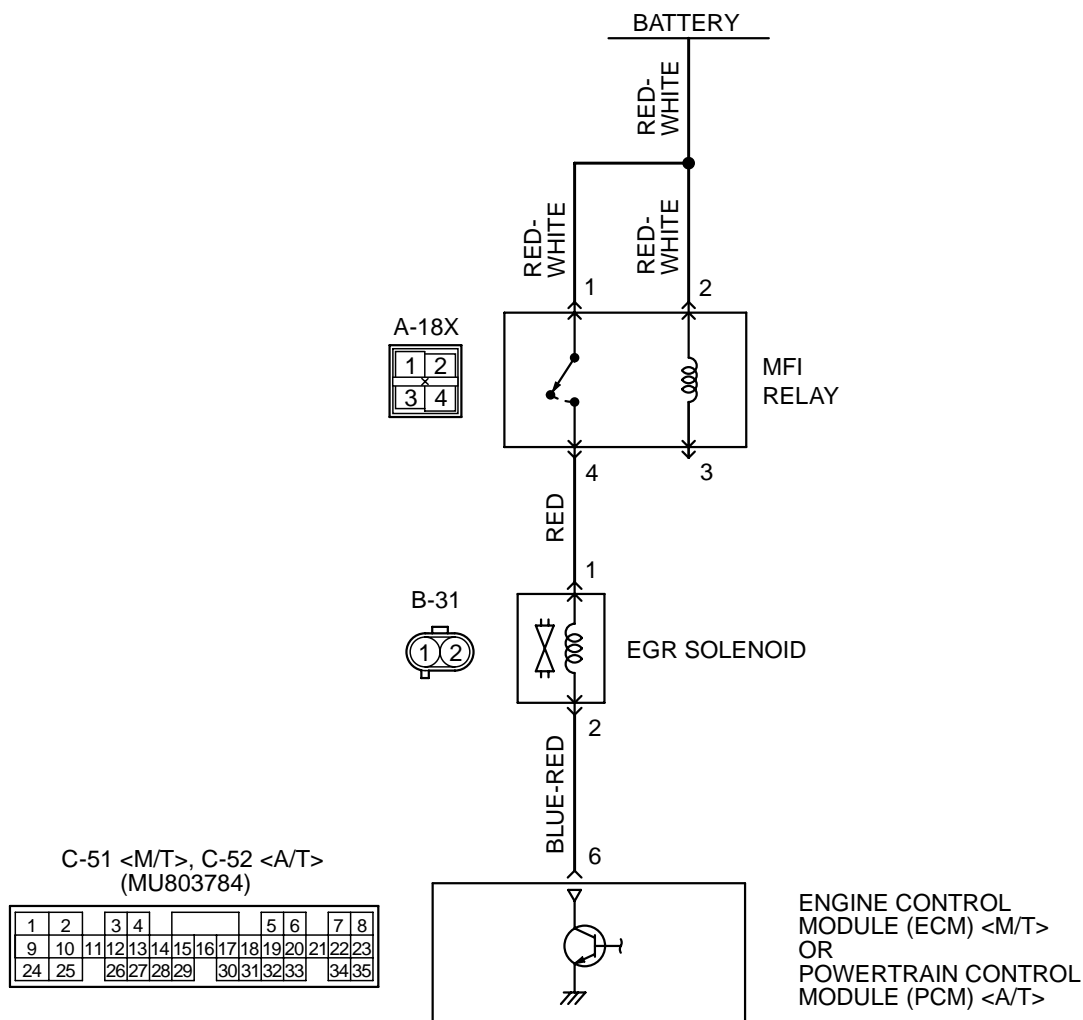 BATTERY
RED-
WHITE
RED-
WHITE
RED-
WHITE
1
2
A-18X
1 2
3 4
MFI
RELAY
4
3
RED
1
B-31
1 2
EGR SOLENOID
2
BLUE-RED
6
C-51 <M/T>, C-52 <A/T>
(MU803784)
1 2 3 4 5 6 7 8
9 10 11 12 13 14 15 16 17 18 19 20 21 22 23
24 25 26 27 28 29 30 31 32 33 34 35
ENGINE CONTROL
MODULE (ECM) <M/T>
OR
POWERTRAIN CONTROL
MODULE (PCM) <A/T>